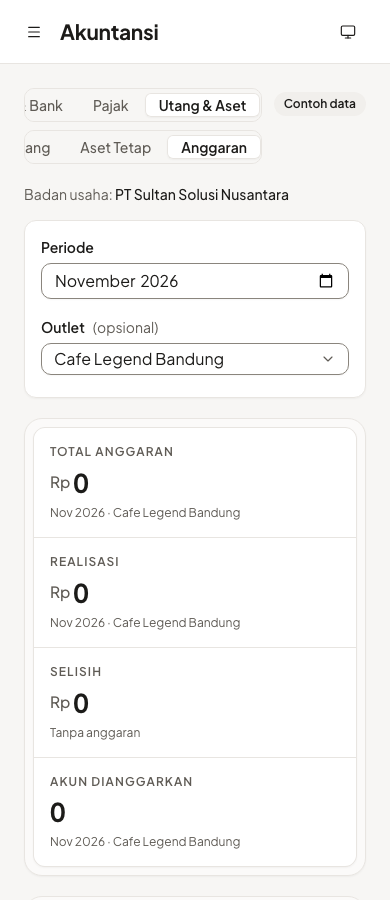 Akuntansi
Bank Pajak Utang & Aset Contoh data
ang Aset Tetap Anggaran
Badan usaha: PT Sultan Solusi Nusantara
Periode
November 2026
Outlet (opsional)
Cafe Legend Bandung
TOTAL ANGGARAN
Rp 0
Nov 2026 · Cafe Legend Bandung
REALISASI
Rp 0
Nov 2026 · Cafe Legend Bandung
SELISIH
Rp 0
Tanpa anggaran
AKUN DIANGGARKAN
0
Nov 2026 · Cafe Legend Bandung